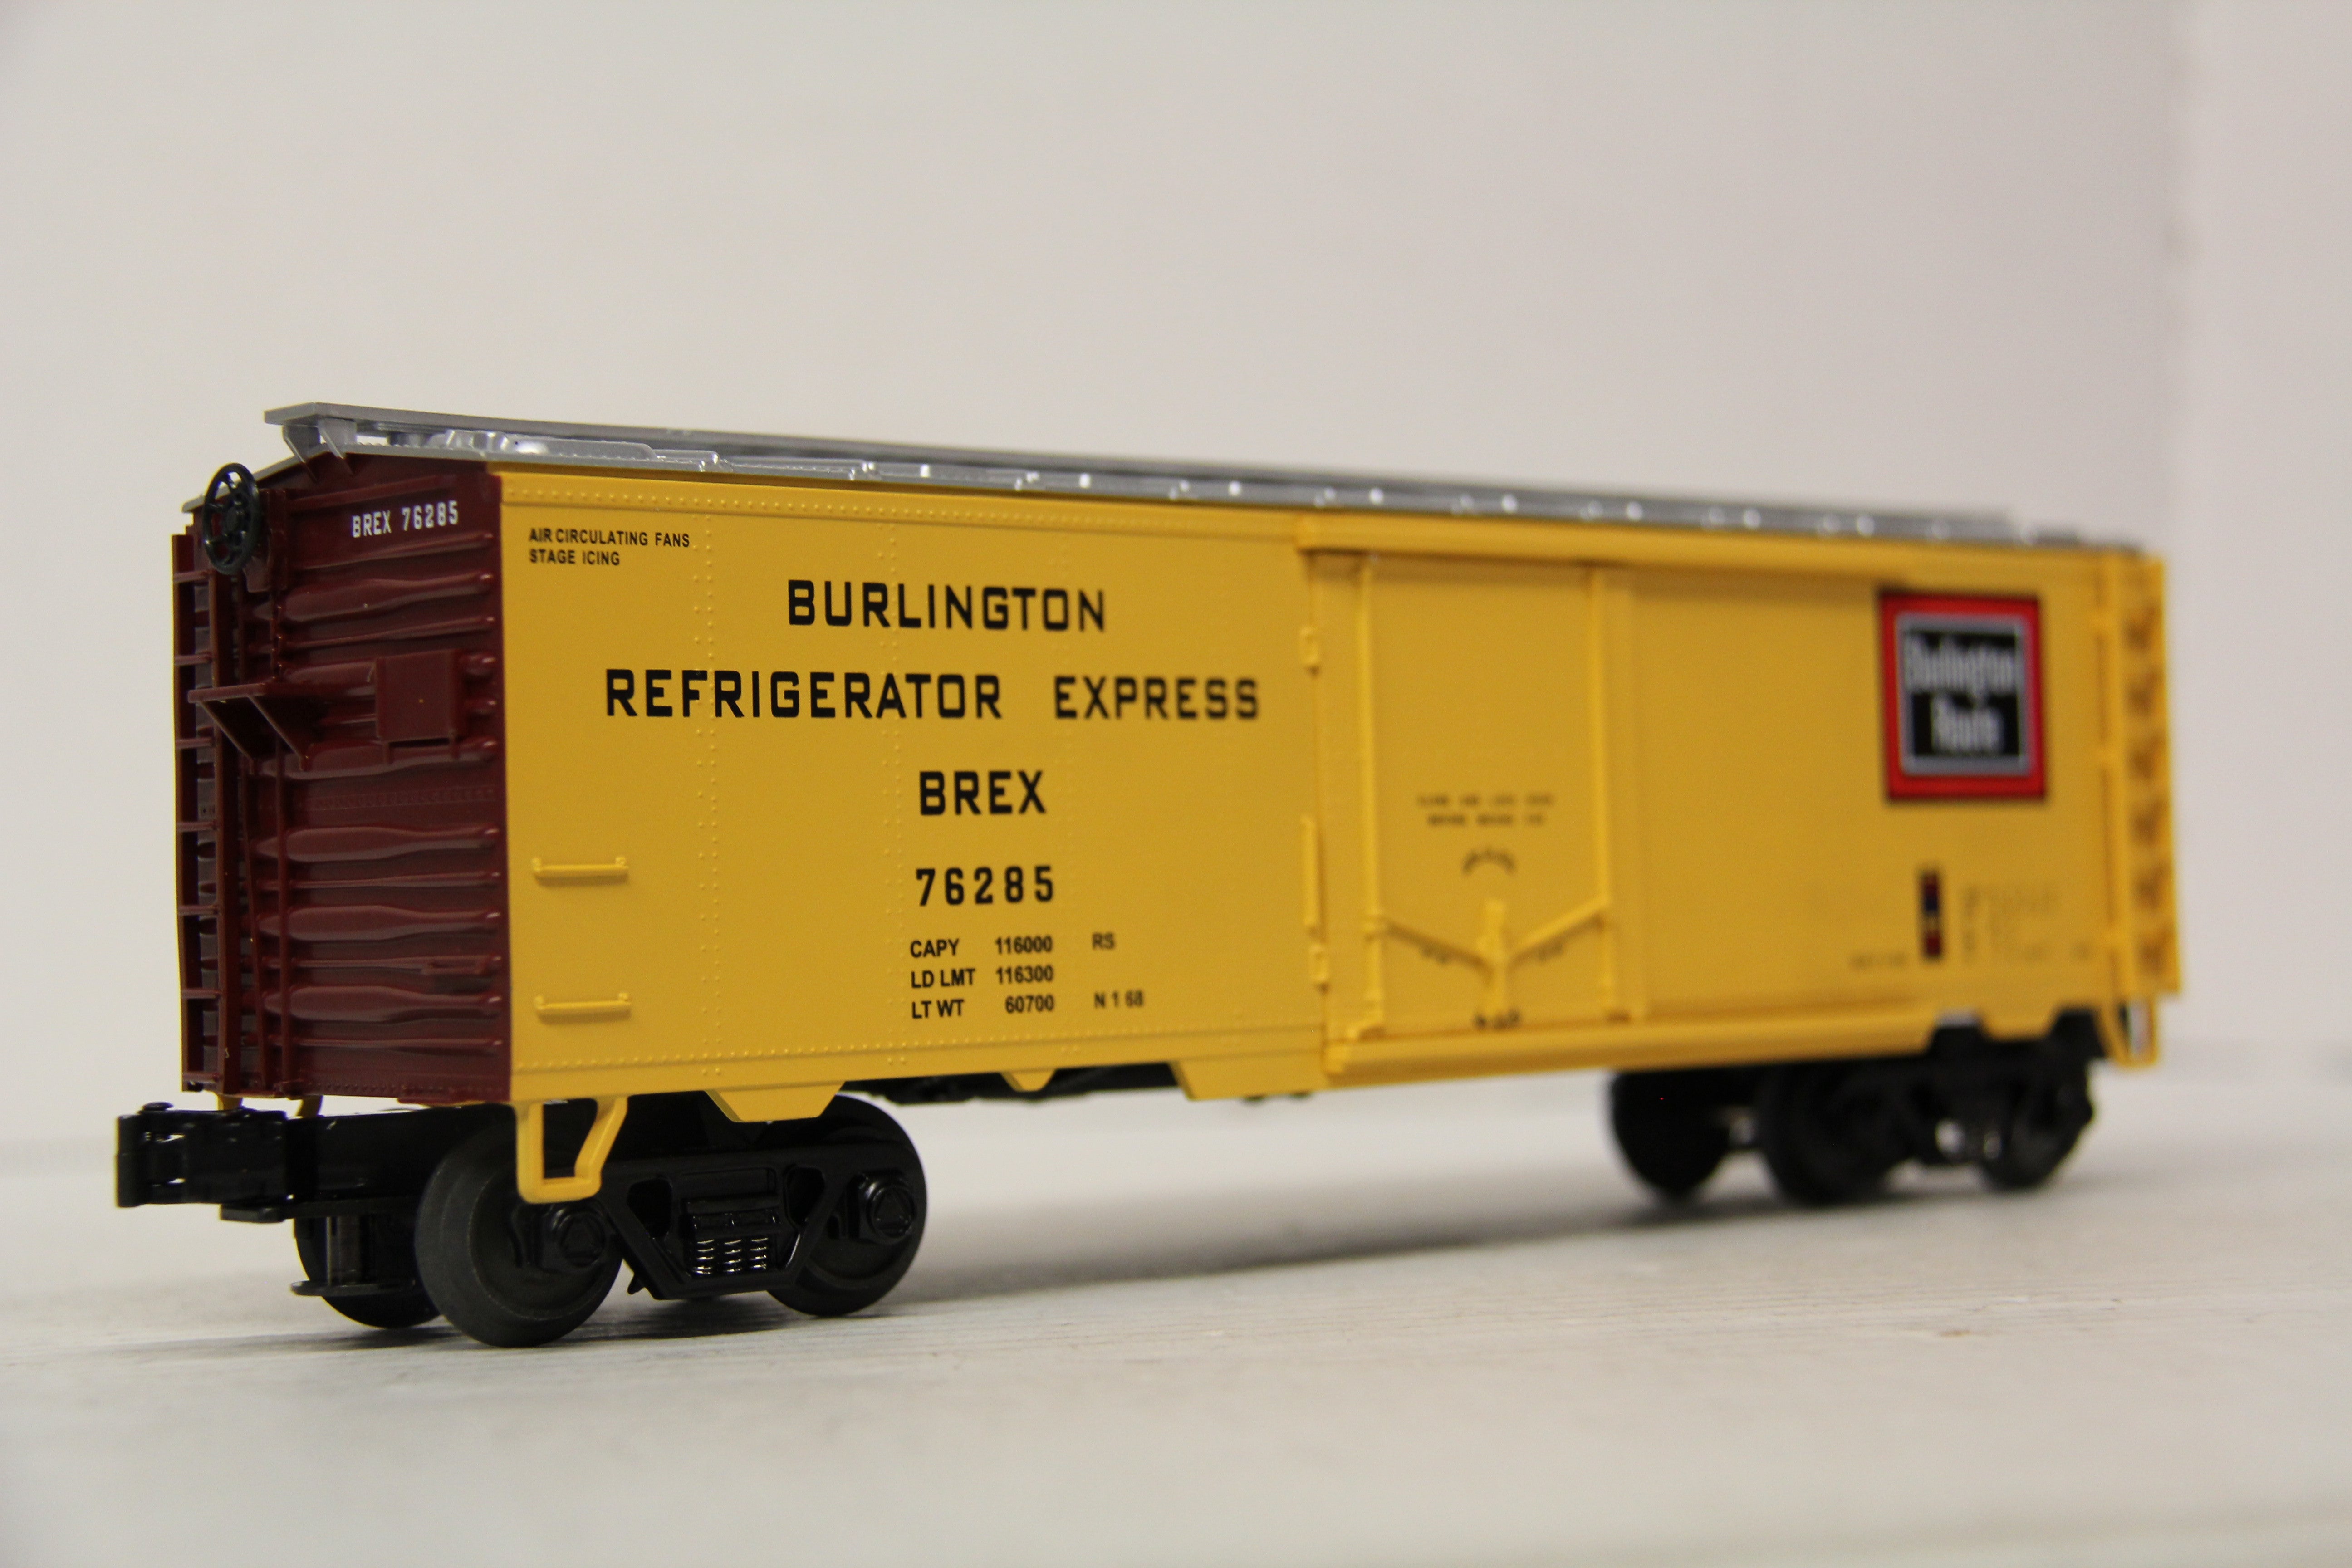 BREX 76285
AIR CIRCULATING FANS
STAGE ICING
BURLINGTON
REFRIGERATOR EXPRESS
BREX
76285
CAPY 116000 RS
LD LMT 116300
LT WT 60700 N 1 68
Burlington
Route